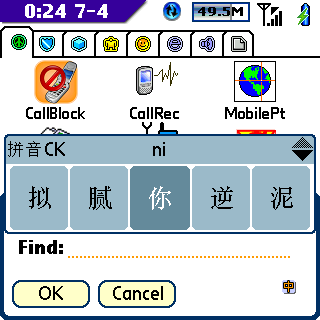 0:24 7-4 49.5M
CallBlock CallRec MobilePt
拼音CK ni
拟 腻 你 逆 泥
Find:
中
OK Cancel